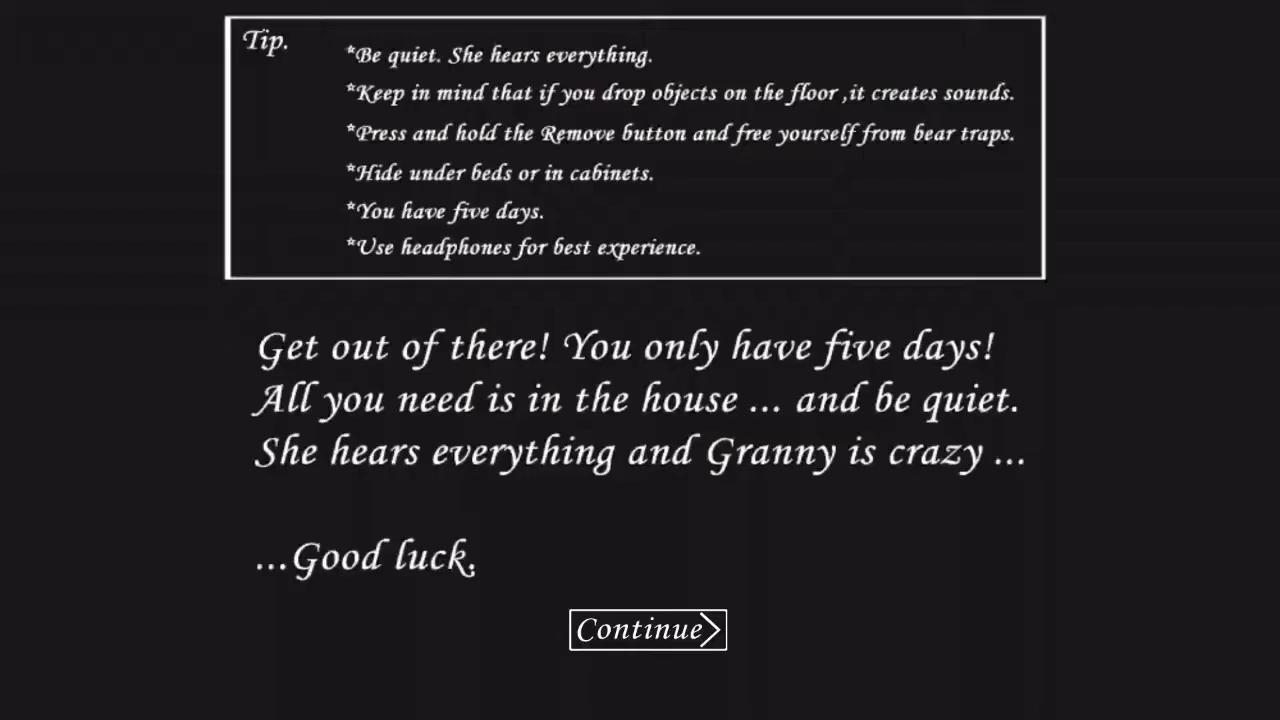 Tip.
*Be quiet. She hears everything.
*Keep in mind that if you drop objects on the floor ,it creates sounds.
*Press and hold the Remove button and free yourself from bear traps.
*Hide under beds or in cabinets.
*You have five days.
*Use headphones for best experience.
Get out of there! You only have five days!
All you need is in the house ... and be quiet.
She hears everything and Granny is crazy ...
...Good luck.
Continue